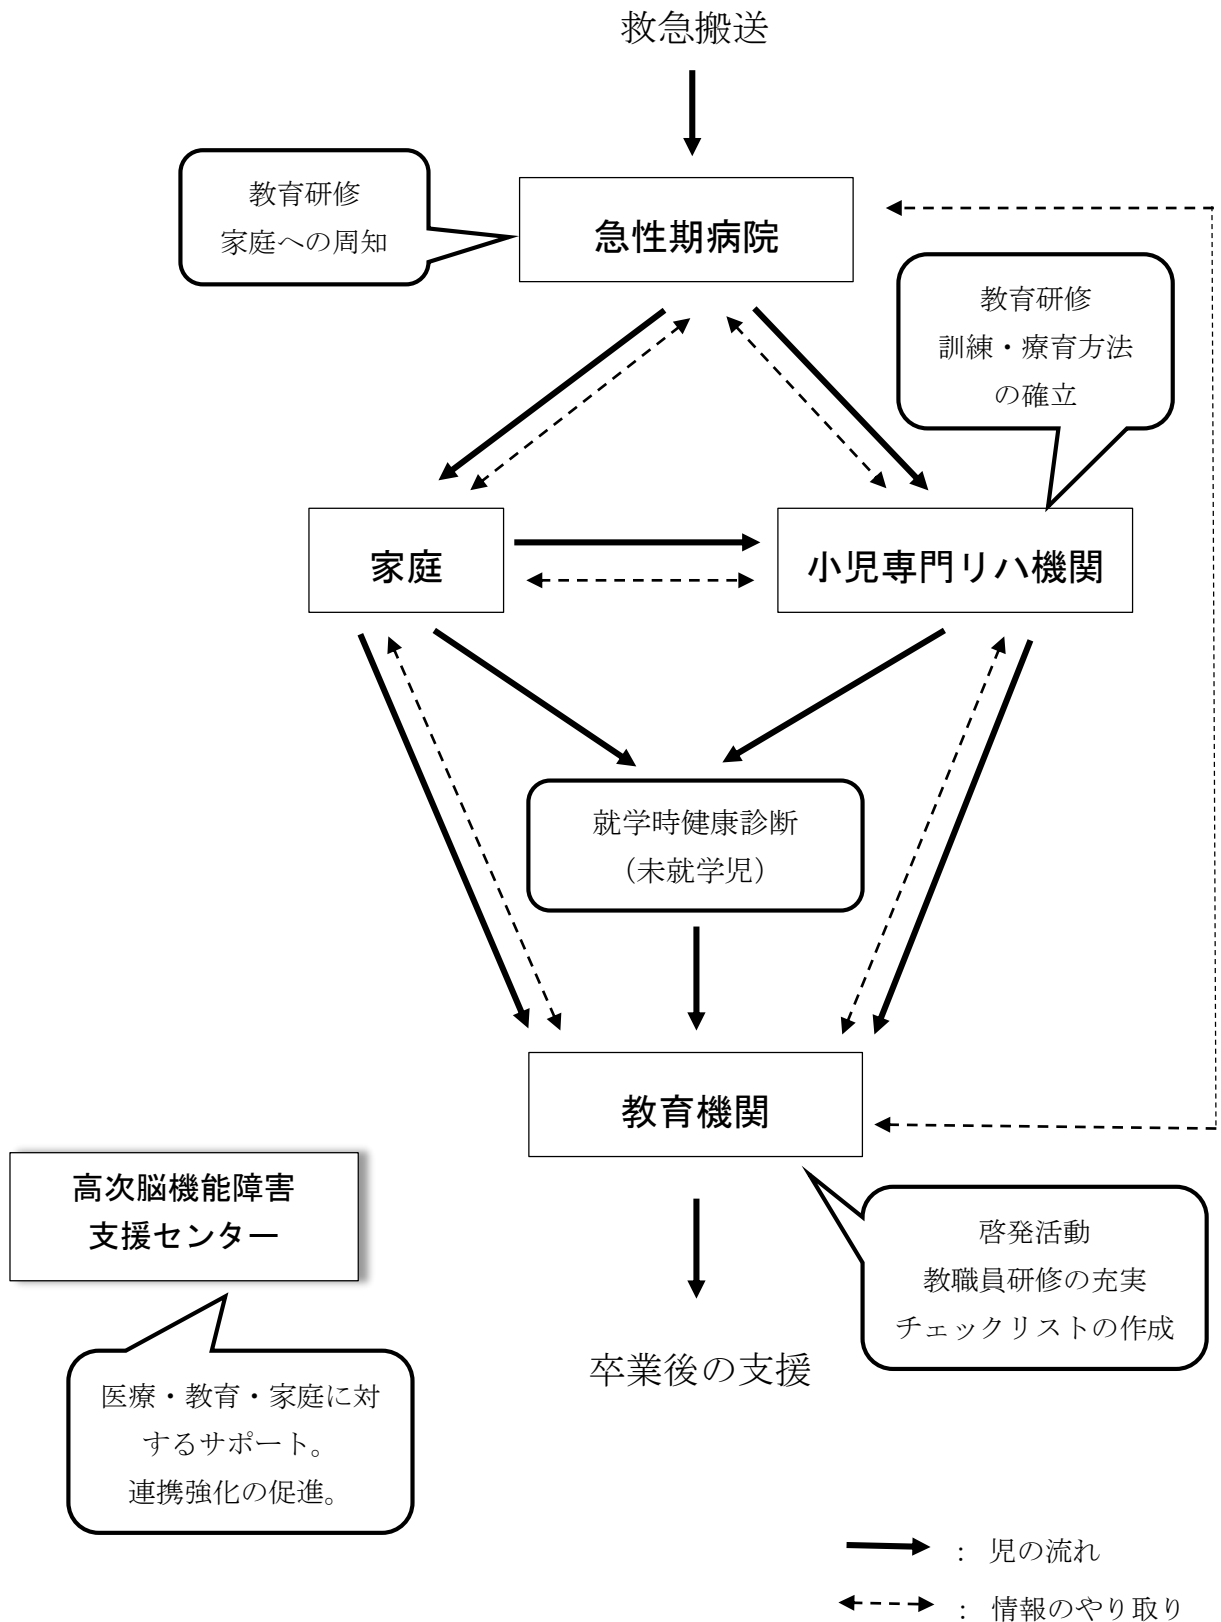 救急搬送
教育研修
家庭への周知
急性期病院
教育研修
訓練・療育方法
の確立
家庭
小児専門リハ機関
就学時健康診断
（未就学児）
教育機関
高次脳機能障害
支援センター
啓発活動
教職員研修の充実
チェックリストの作成
卒業後の支援
医療・教育・家庭に対
するサポート。
連携強化の促進。
： 児の流れ
： 情報のやり取り